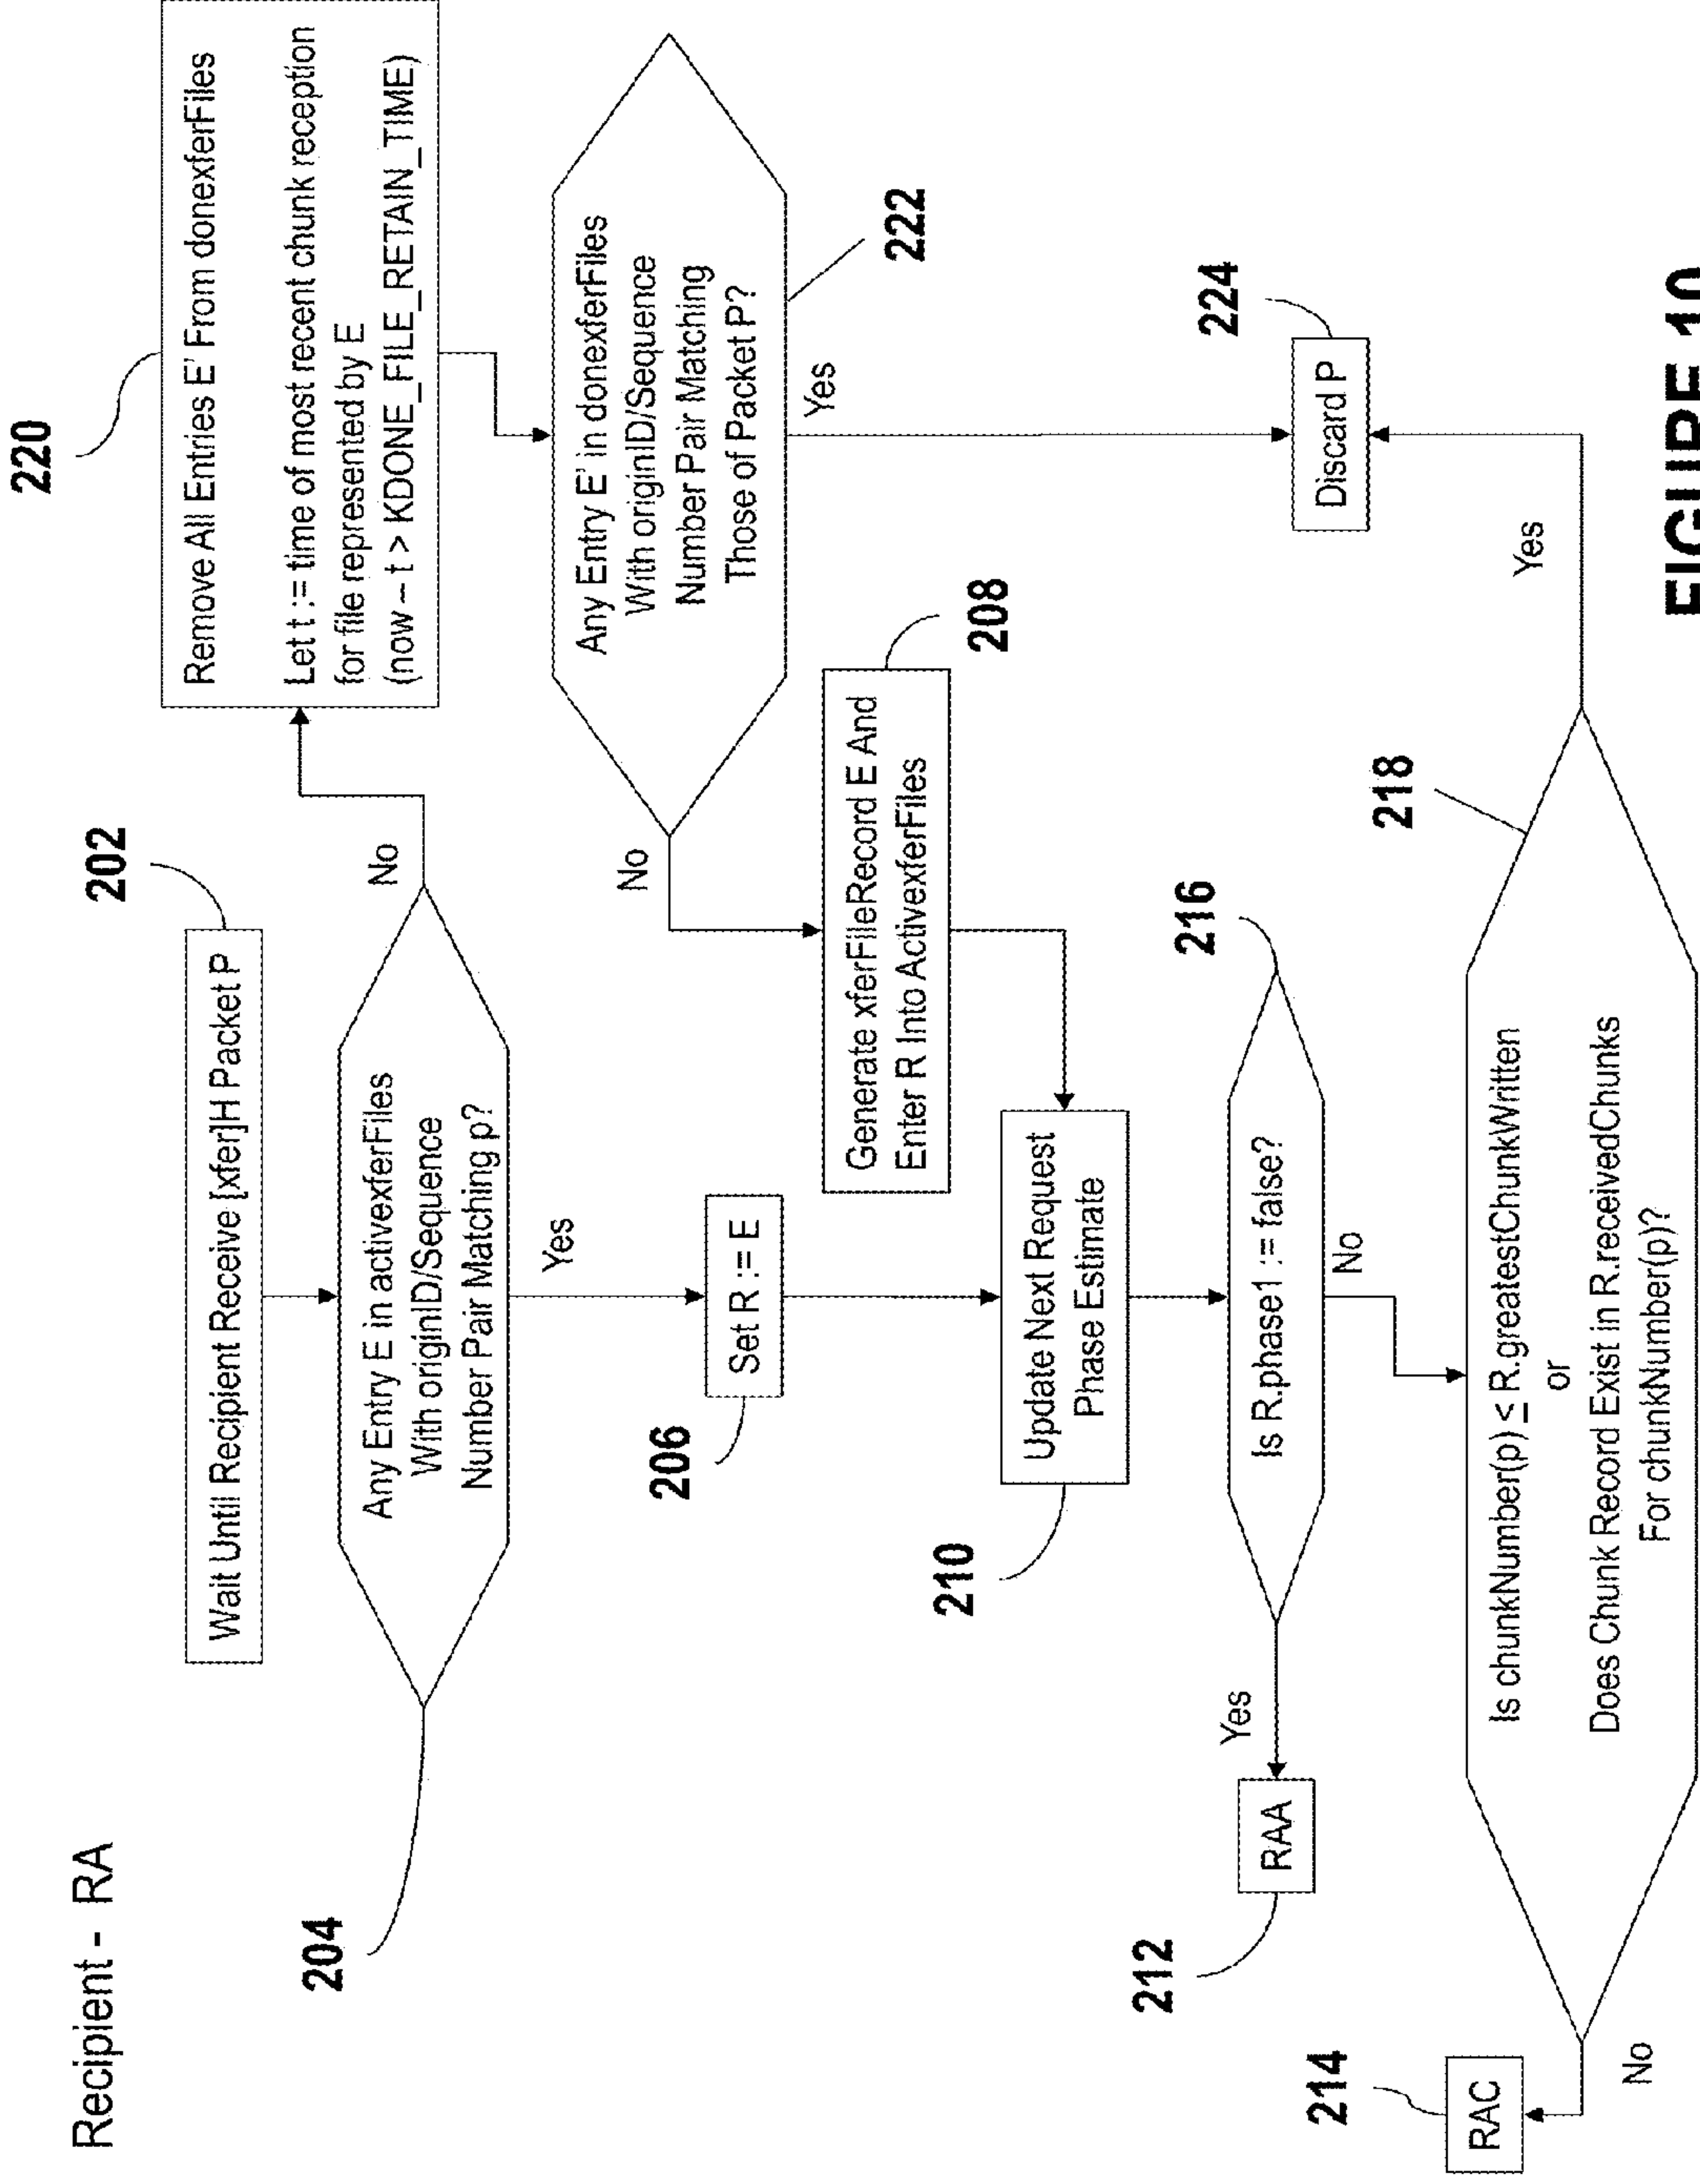 Recipient - RA
202
Wait Until Recipient Receive [xfer]H Packet P
204
Any Entry E in activexferFiles
With originID/Sequence
Number Pair Matching p?
No
Yes
220
Remove All Entries E' From donexferFiles
Let t := time of most recent chunk reception
for file represented by E
(now – t > KDONE_FILE_RETAIN_TIME)
Any Entry E' in donexferFiles
With originID/Sequence
Number Pair Matching
Those of Packet P?
222
No
Yes
206
Set R := E
208
Generate xferFileRecord E And
Enter R Into ActivexferFiles
210
Update Next Request
Phase Estimate
216
Is R.phase1 := false?
Yes
No
212
RAA
218
Is chunkNumber(p) ≤ R.greatestChunkWritten
or
Does Chunk Record Exist in R.receivedChunks
For chunkNumber(p)?
Yes
No
214
RAC
224
Discard P
FIGURE 10